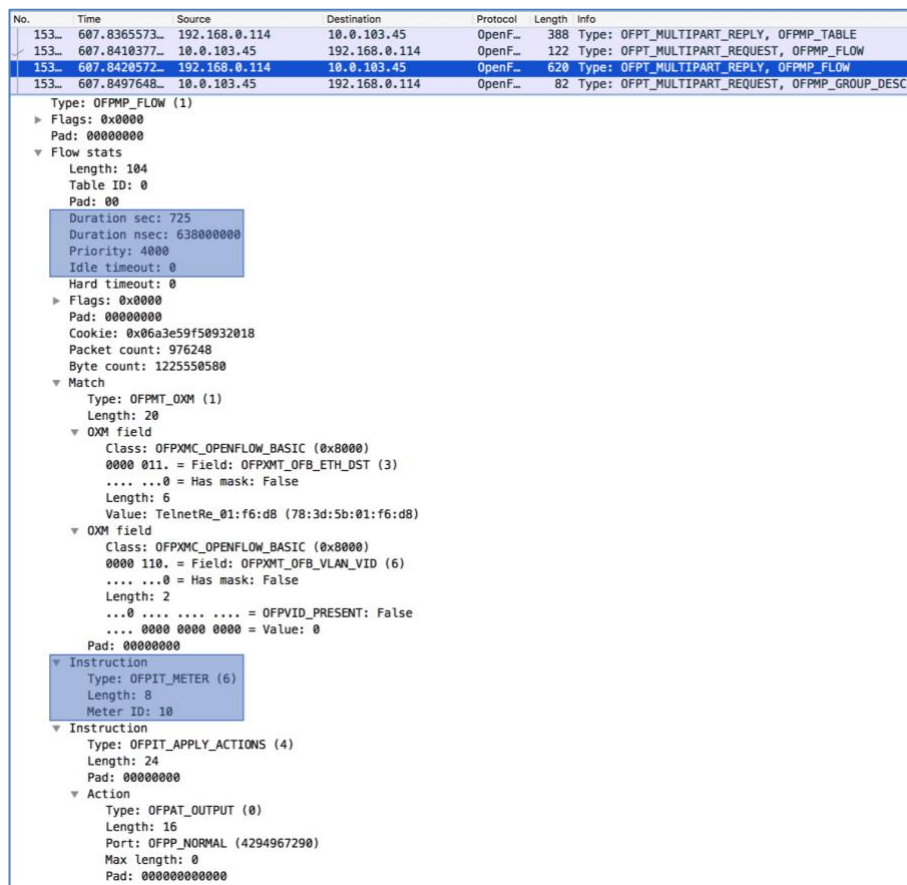 No. Time Source Destination Protocol Length Info
153… 607.8365573… 192.168.0.114 10.0.103.45 OpenF… 388 Type: OFPT_MULTIPART_REPLY, OFPMP_TABLE
153… 607.8410377… 10.0.103.45 192.168.0.114 OpenF… 122 Type: OFPT_MULTIPART_REQUEST, OFPMP_FLOW
153… 607.8420572… 192.168.0.114 10.0.103.45 OpenF… 620 Type: OFPT_MULTIPART_REPLY, OFPMP_FLOW
153… 607.8497648… 10.0.103.45 192.168.0.114 OpenF… 82 Type: OFPT_MULTIPART_REQUEST, OFPMP_GROUP_DESC
Type: OFPMP_FLOW (1)
Flags: 0x0000
Pad: 00000000
Flow stats
Length: 104
Table ID: 0
Pad: 00
Duration sec: 725
Duration nsec: 638000000
Priority: 4000
Idle timeout: 0
Hard timeout: 0
Flags: 0x0000
Pad: 00000000
Cookie: 0x06a3e59f50932018
Packet count: 976248
Byte count: 1225550580
Match
Type: OFPMT_OXM (1)
Length: 20
OXM field
Class: OFPXMC_OPENFLOW_BASIC (0x8000)
0000 011. = Field: OFPXMT_OFB_ETH_DST (3)
.... ...0 = Has mask: False
Length: 6
Value: TelnetRe_01:f6:d8 (78:3d:5b:01:f6:d8)
OXM field
Class: OFPXMC_OPENFLOW_BASIC (0x8000)
0000 110. = Field: OFPXMT_OFB_VLAN_VID (6)
.... ...0 = Has mask: False
Length: 2
...0 .... .... .... = OFPVID_PRESENT: False
.... 0000 0000 0000 = Value: 0
Pad: 00000000
Instruction
Type: OFPIT_METER (6)
Length: 8
Meter ID: 10
Instruction
Type: OFPIT_APPLY_ACTIONS (4)
Length: 24
Pad: 00000000
Action
Type: OFPAT_OUTPUT (0)
Length: 16
Port: OFPP_NORMAL (4294967290)
Max length: 0
Pad: 000000000000